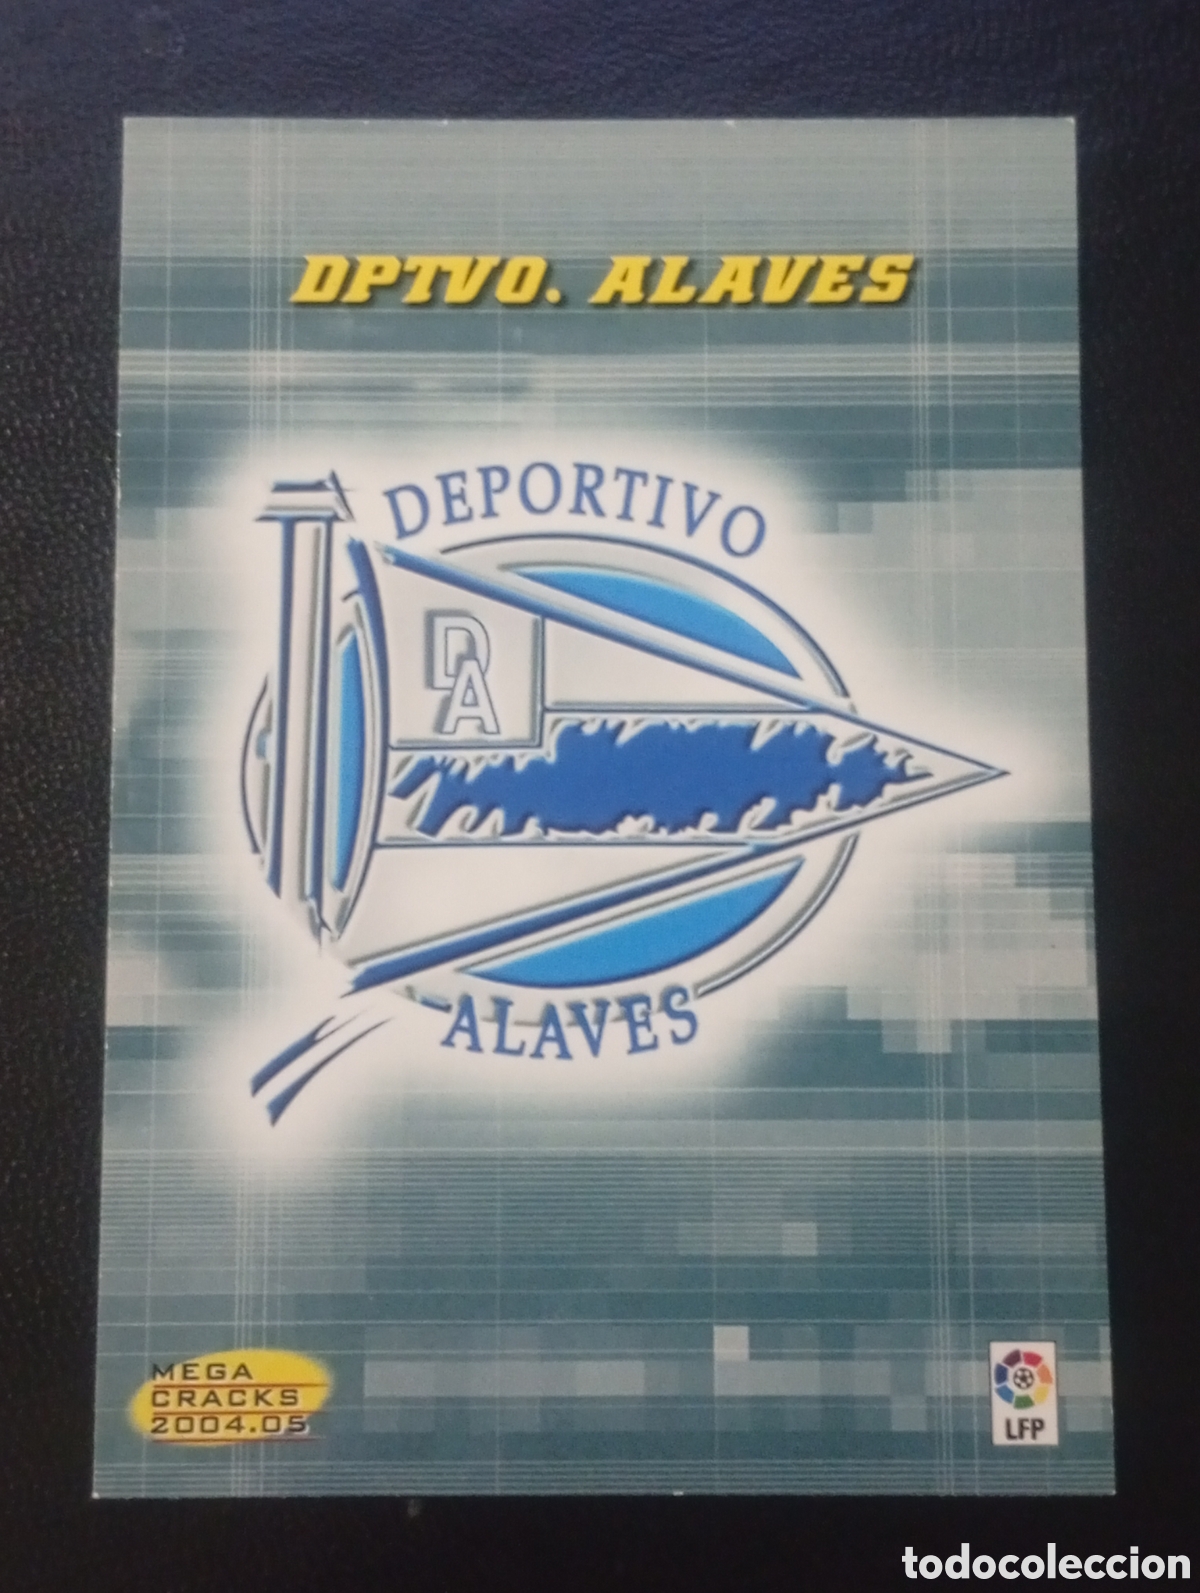 DPTVO. ALAVES
DEPORTIVO
DA
ALAVES
MEGA
CRACKS
2004.05
LFP
todocoleccion